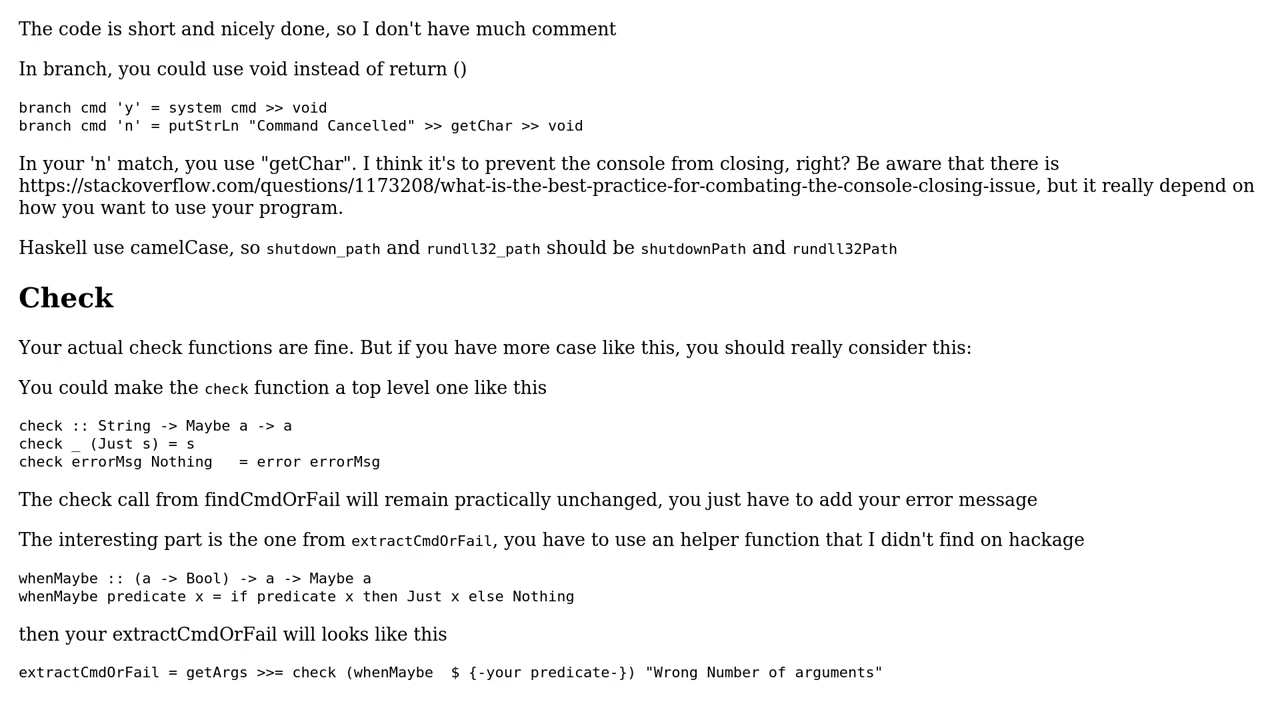 The code is short and nicely done, so I don't have much comment
In branch, you could use void instead of return ()
branch cmd 'y' = system cmd >> void
branch cmd 'n' = putStrLn "Command Cancelled" >> getChar >> void
In your 'n' match, you use "getChar". I think it's to prevent the console from closing, right? Be aware that there is
https://stackoverflow.com/questions/1173208/what-is-the-best-practice-for-combating-the-console-closing-issue, but it really depend on
how you want to use your program.
Haskell use camelCase, so shutdown_path and rundll32_path should be shutdownPath and rundll32Path
Check
Your actual check functions are fine. But if you have more case like this, you should really consider this:
You could make the check function a top level one like this
check :: String -> Maybe a -> a
check _ (Just s) = s
check errorMsg Nothing   = error errorMsg
The check call from findCmdOrFail will remain practically unchanged, you just have to add your error message
The interesting part is the one from extractCmdOrFail, you have to use an helper function that I didn't find on hackage
whenMaybe :: (a -> Bool) -> a -> Maybe a
whenMaybe predicate x = if predicate x then Just x else Nothing
then your extractCmdOrFail will looks like this
extractCmdOrFail = getArgs >>= check (whenMaybe  $ {-your predicate-}) "Wrong Number of arguments"